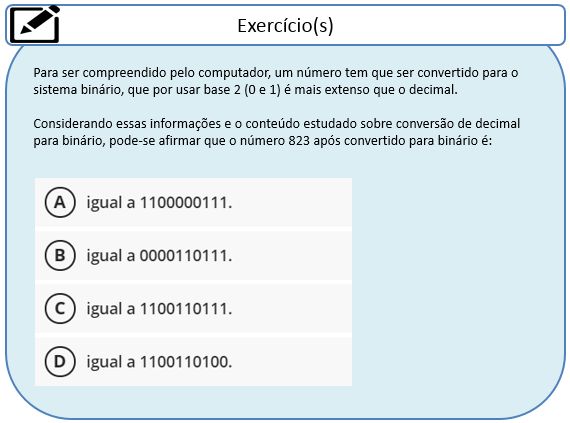 Exercício(s)
Para ser compreendido pelo computador, um número tem que ser convertido para o
sistema binário, que por usar base 2 (0 e 1) é mais extenso que o decimal.
Considerando essas informações e o conteúdo estudado sobre conversão de decimal
para binário, pode-se afirmar que o número 823 após convertido para binário é:
A igual a 1100000111.
B igual a 0000110111.
C igual a 1100110111.
D igual a 1100110100.